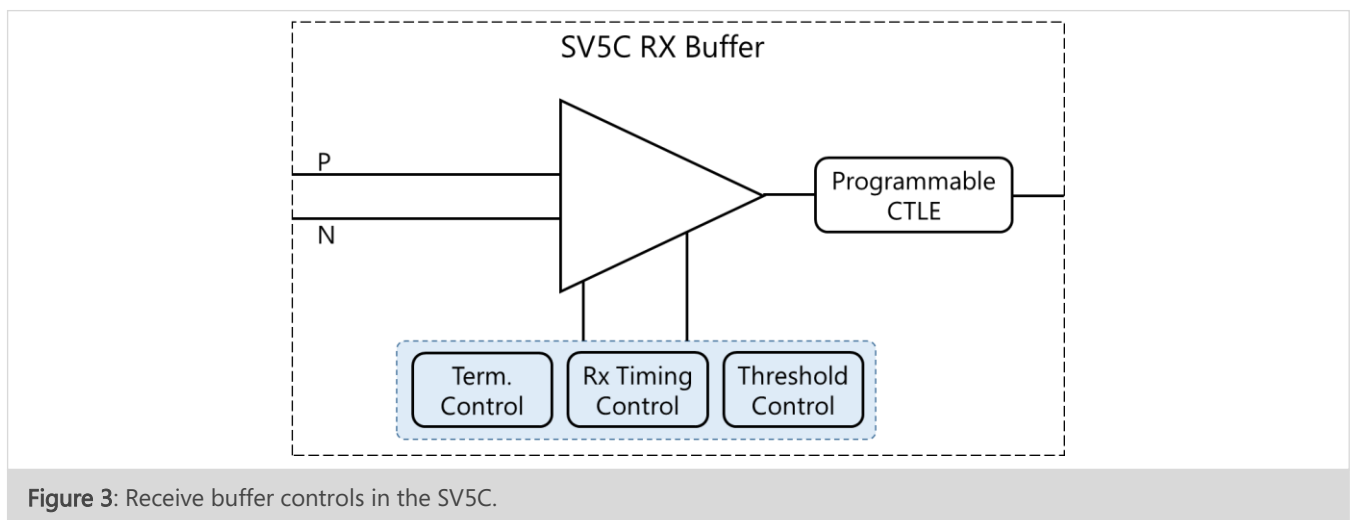 SV5C RX Buffer
P
N
Programmable
CTLE
Term.
Control
Rx Timing
Control
Threshold
Control
Figure 3: Receive buffer controls in the SV5C.